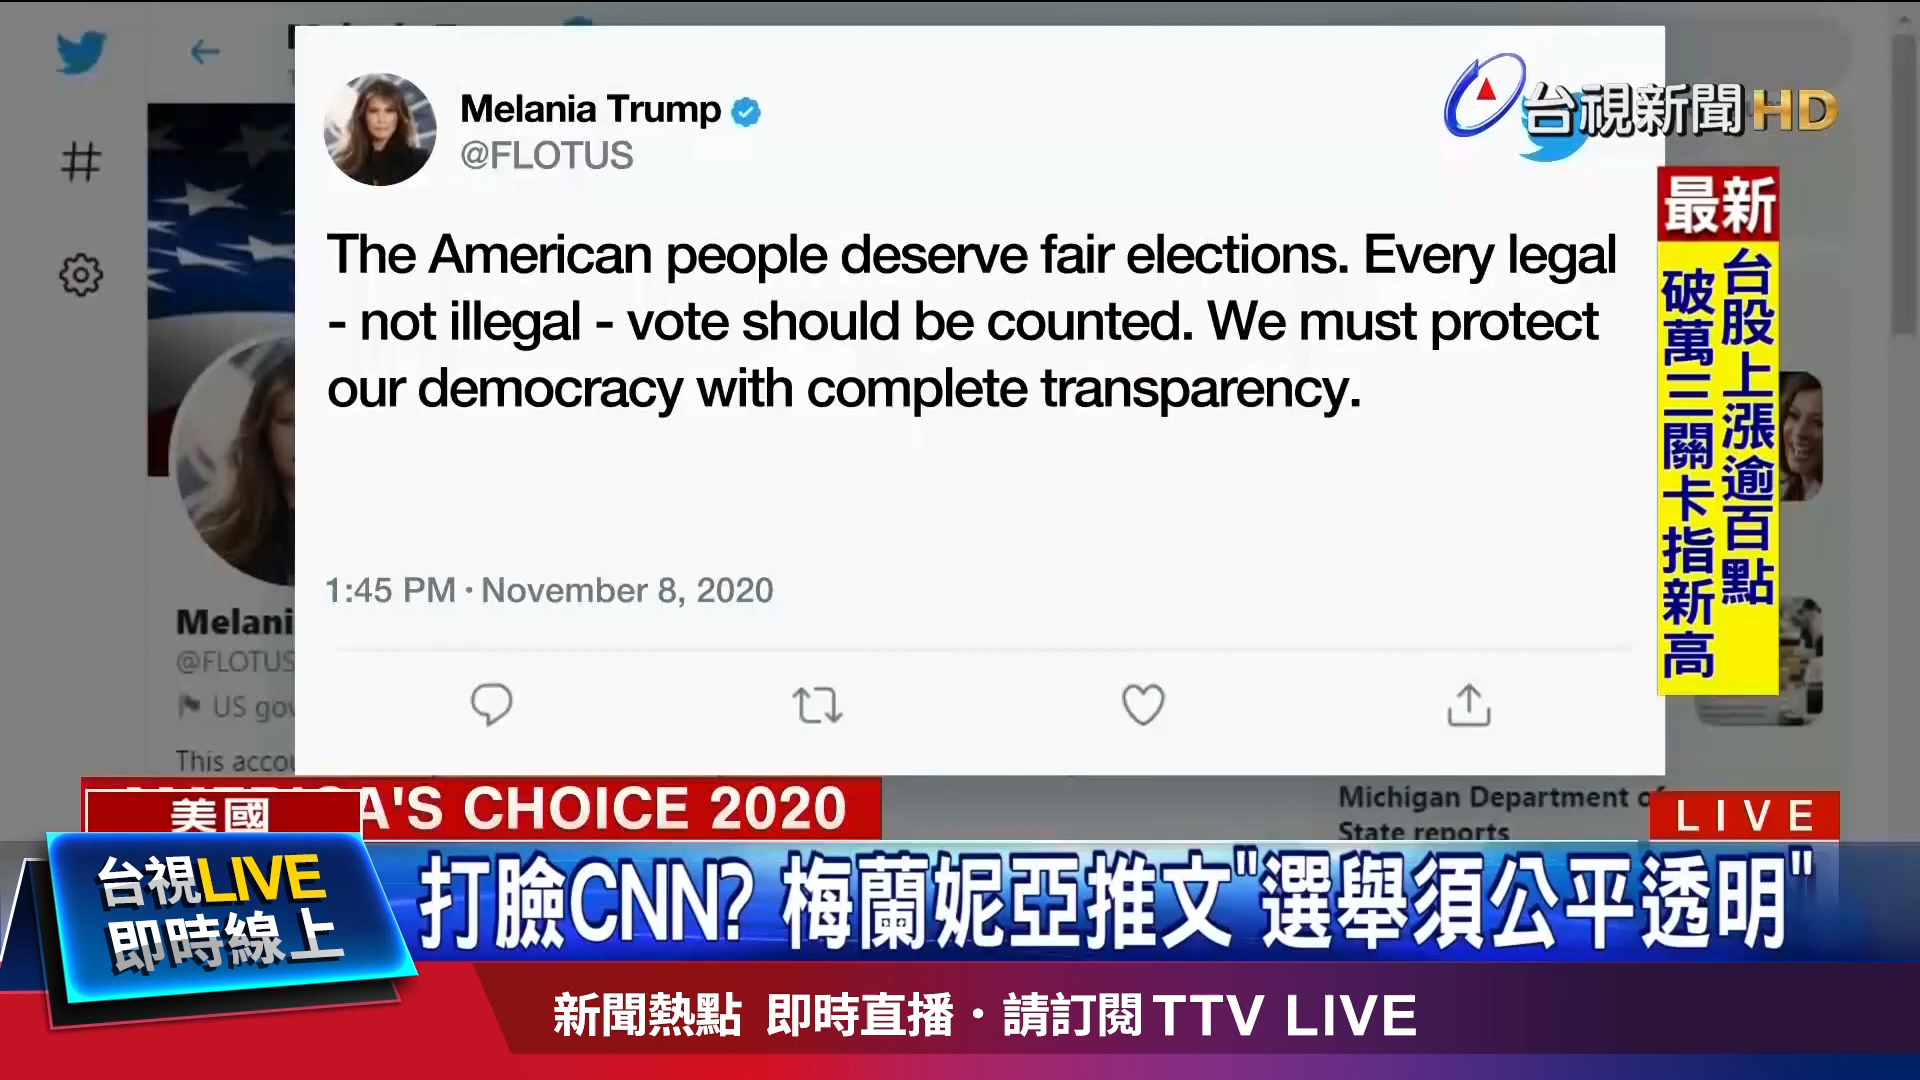 Melania Trump
@FLOTUS
台視新聞HD
The American people deserve fair elections. Every legal
- not illegal - vote should be counted. We must protect
our democracy with complete transparency.
1:45 PM · November 8, 2020
最新
台股上漲逾百點
破萬三關卡指新高
Melani
@FLOTUS
US gov
This accou
Michigan Department of
State reports
A'S CHOICE 2020
美國
LIVE
台視LIVE
即時線上
打臉CNN? 梅蘭妮亞推文"選舉須公平透明"
新聞熱點 即時直播·請訂閱TTV LIVE